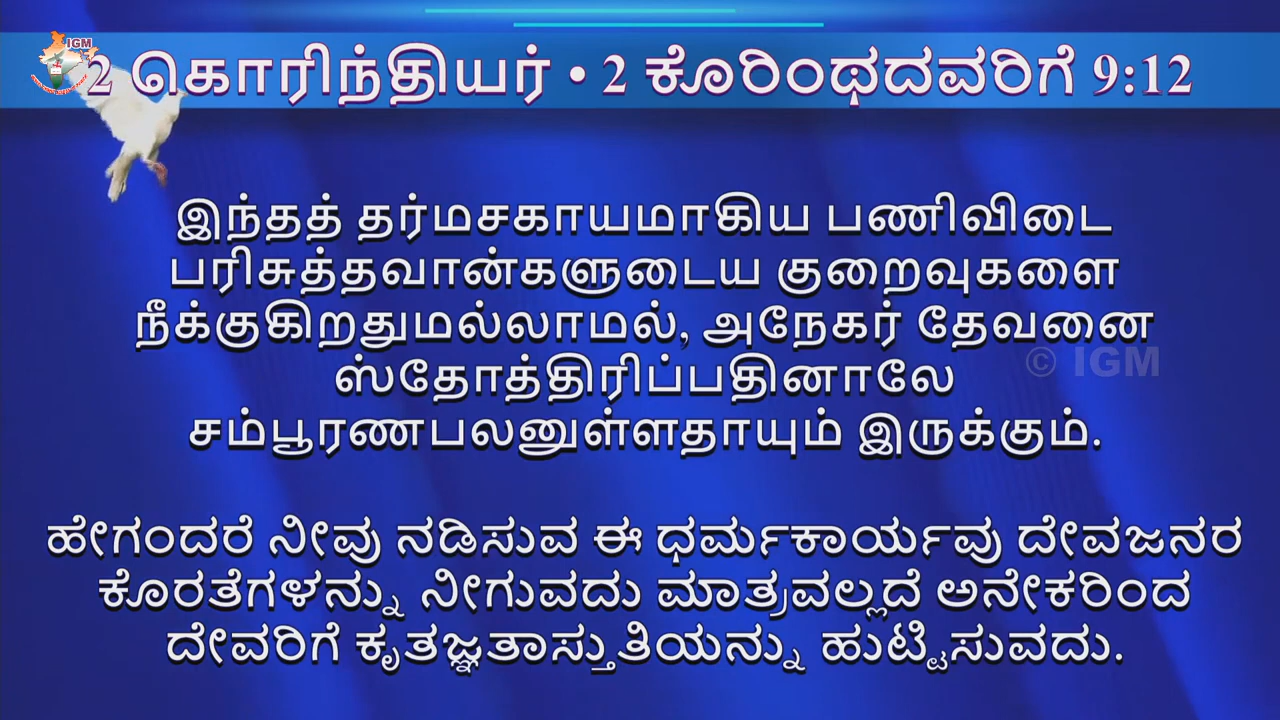 IGM
2 கொரிந்தியர் • 2 ಕೊರಿಂಥದವರಿಗೆ 9:12
இந்தத் தர்மசகாயமாகிய பணிவிடை
பரிசுத்தவான்களுடைய குறைவுகளை
நீக்குகிறதுமல்லாமல், அநேகர் தேவனை
© IGM
ஸ்தோத்திரிப்பதினாலே
சம்பூரணபலனுள்ளதாயும் இருக்கும்.
ಹೇಗಂದರೆ ನೀವು ನಡಿಸುವ ಈ ಧರ್ಮಕಾರ್ಯವು ದೇವಜನರ
ಕೊರತೆಗಳನ್ನು ನೀಗುವದು ಮಾತ್ರವಲ್ಲದೆ ಅನೇಕರಿಂದ
ದೇವರಿಗೆ ಕೃತಜ್ಞತಾಸ್ತುತಿಯನ್ನು ಹುಟ್ಟಿಸುವದು.